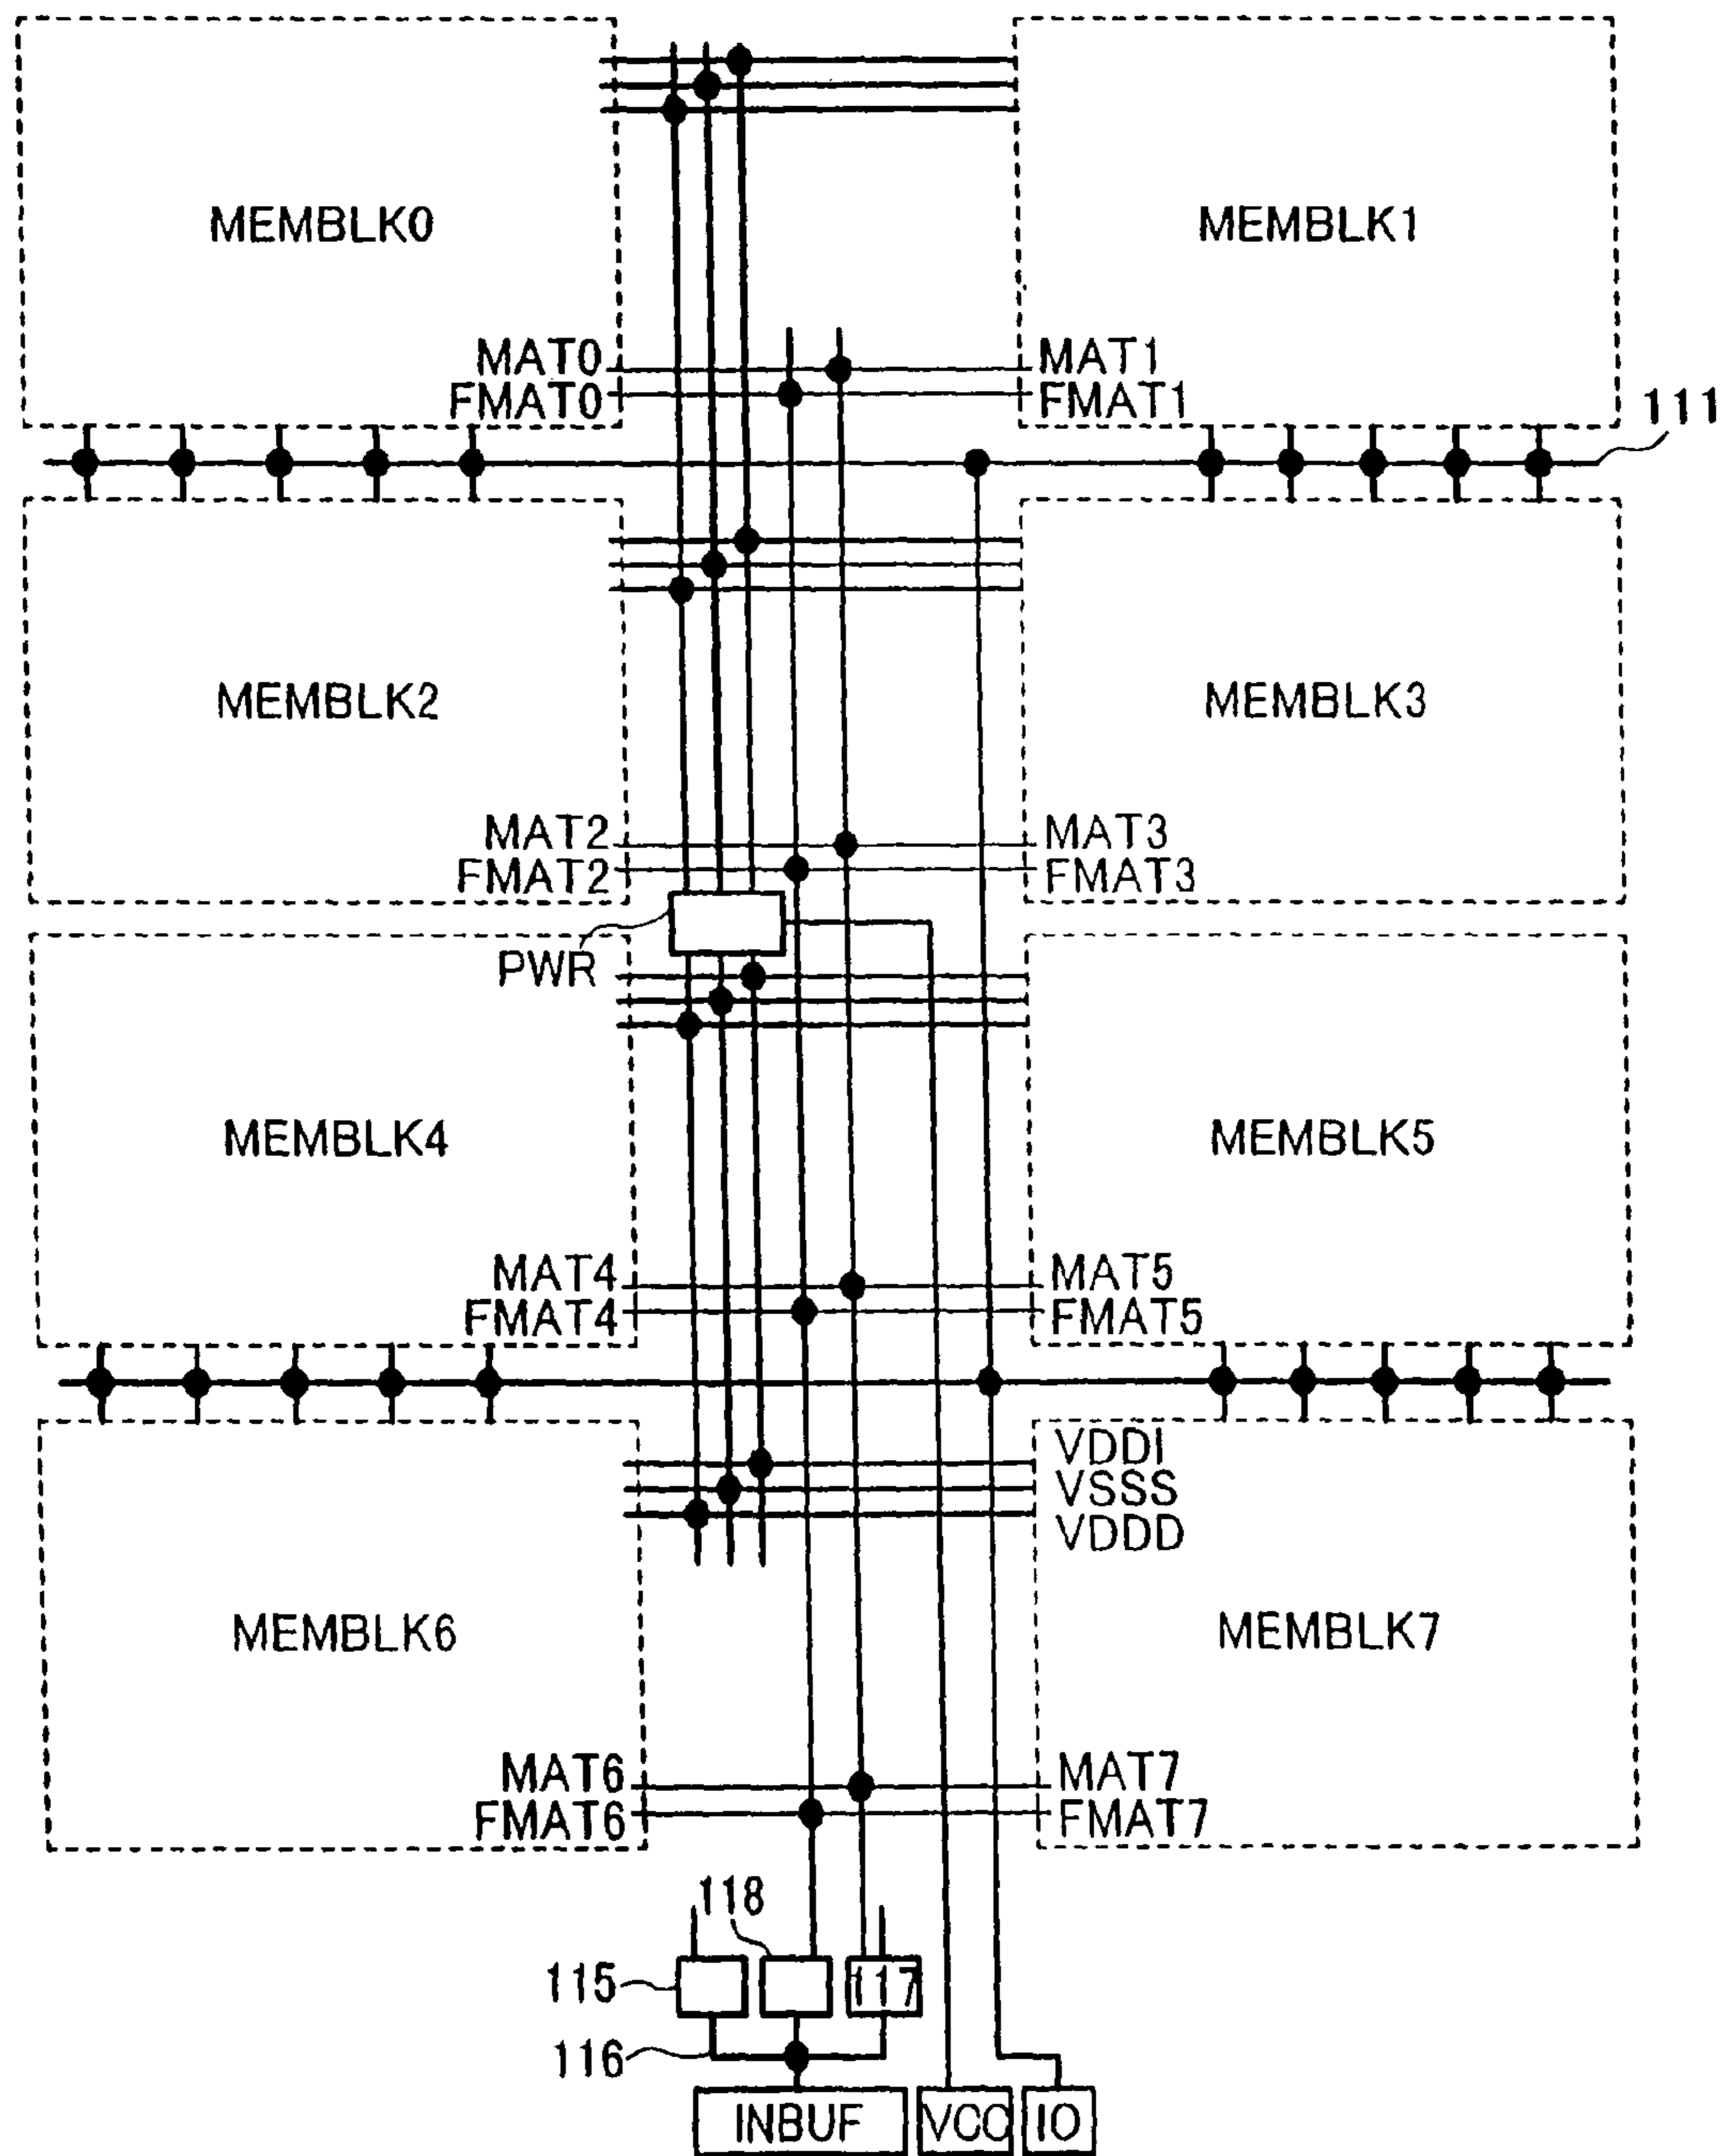 MEMBLK0 MEMBLK1
MAT0 MAT1
FMAT0 FMAT1
111
MEMBLK2 MEMBLK3
MAT2 MAT3
FMAT2 FMAT3
PWR
MEMBLK4 MEMBLK5
MAT4 MAT5
FMAT4 FMAT5
VDDI
VSSS
VDDD
MEMBLK6 MEMBLK7
MAT6 MAT7
FMAT6 FMAT7
118
115 117
116
INBUF VCC IO